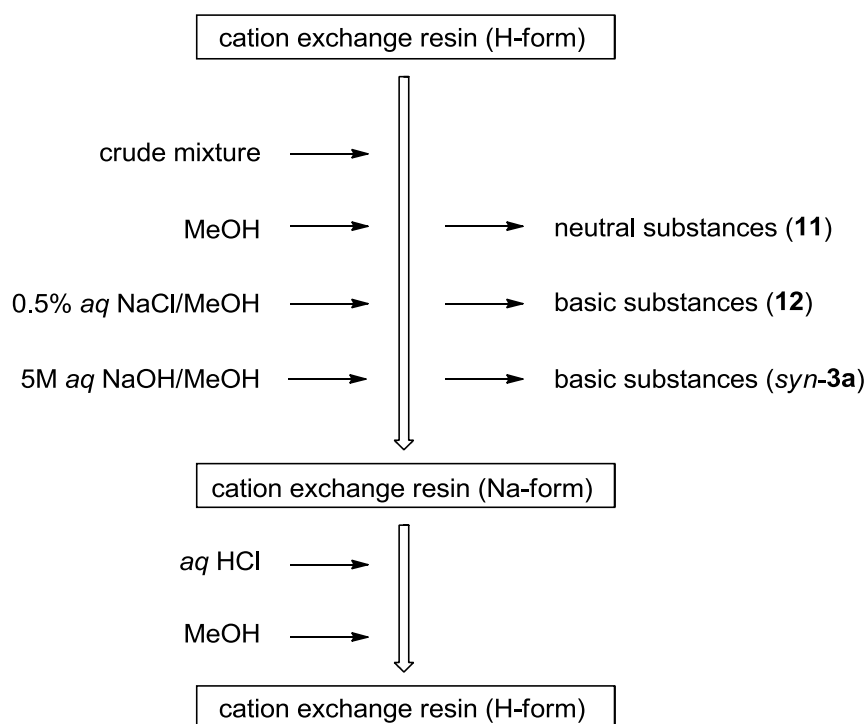 cation exchange resin (H-form)
crude mixture
MeOH
neutral substances (11)
0.5% aq NaCl/MeOH
basic substances (12)
5M aq NaOH/MeOH
basic substances (syn-3a)
cation exchange resin (Na-form)
aq HCl
MeOH
cation exchange resin (H-form)